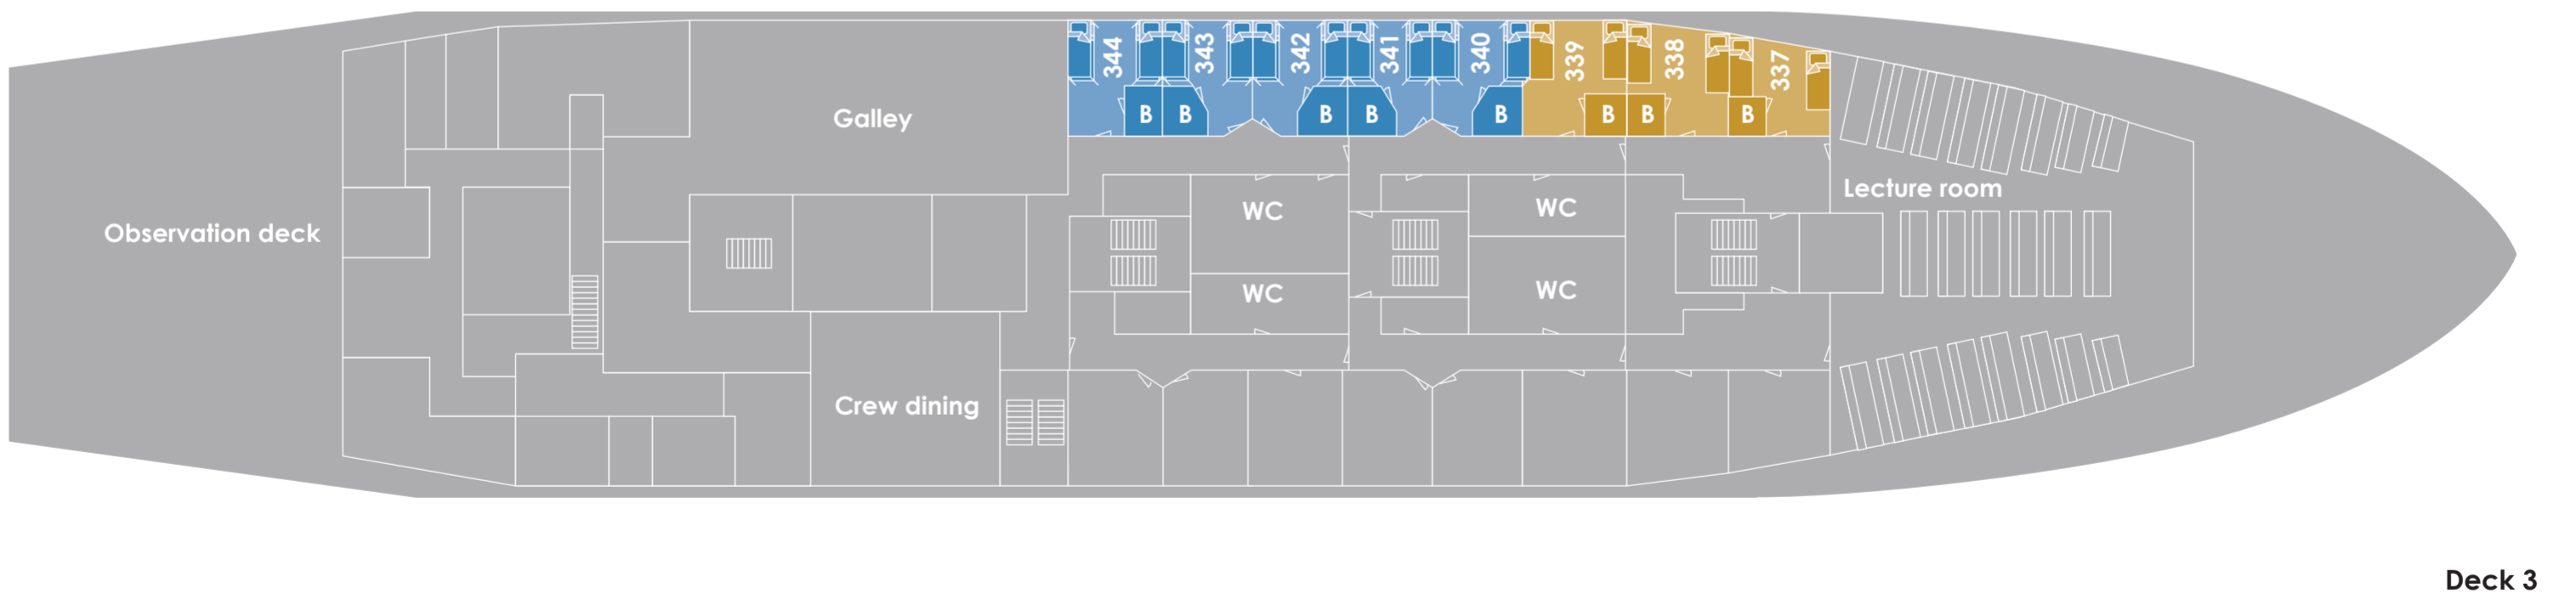 344
343
342
341
340
339
338
337
B
B
B
B
B
B
B
B
Galley
Lecture room
WC
WC
Observation deck
WC
WC
Crew dining
Deck 3